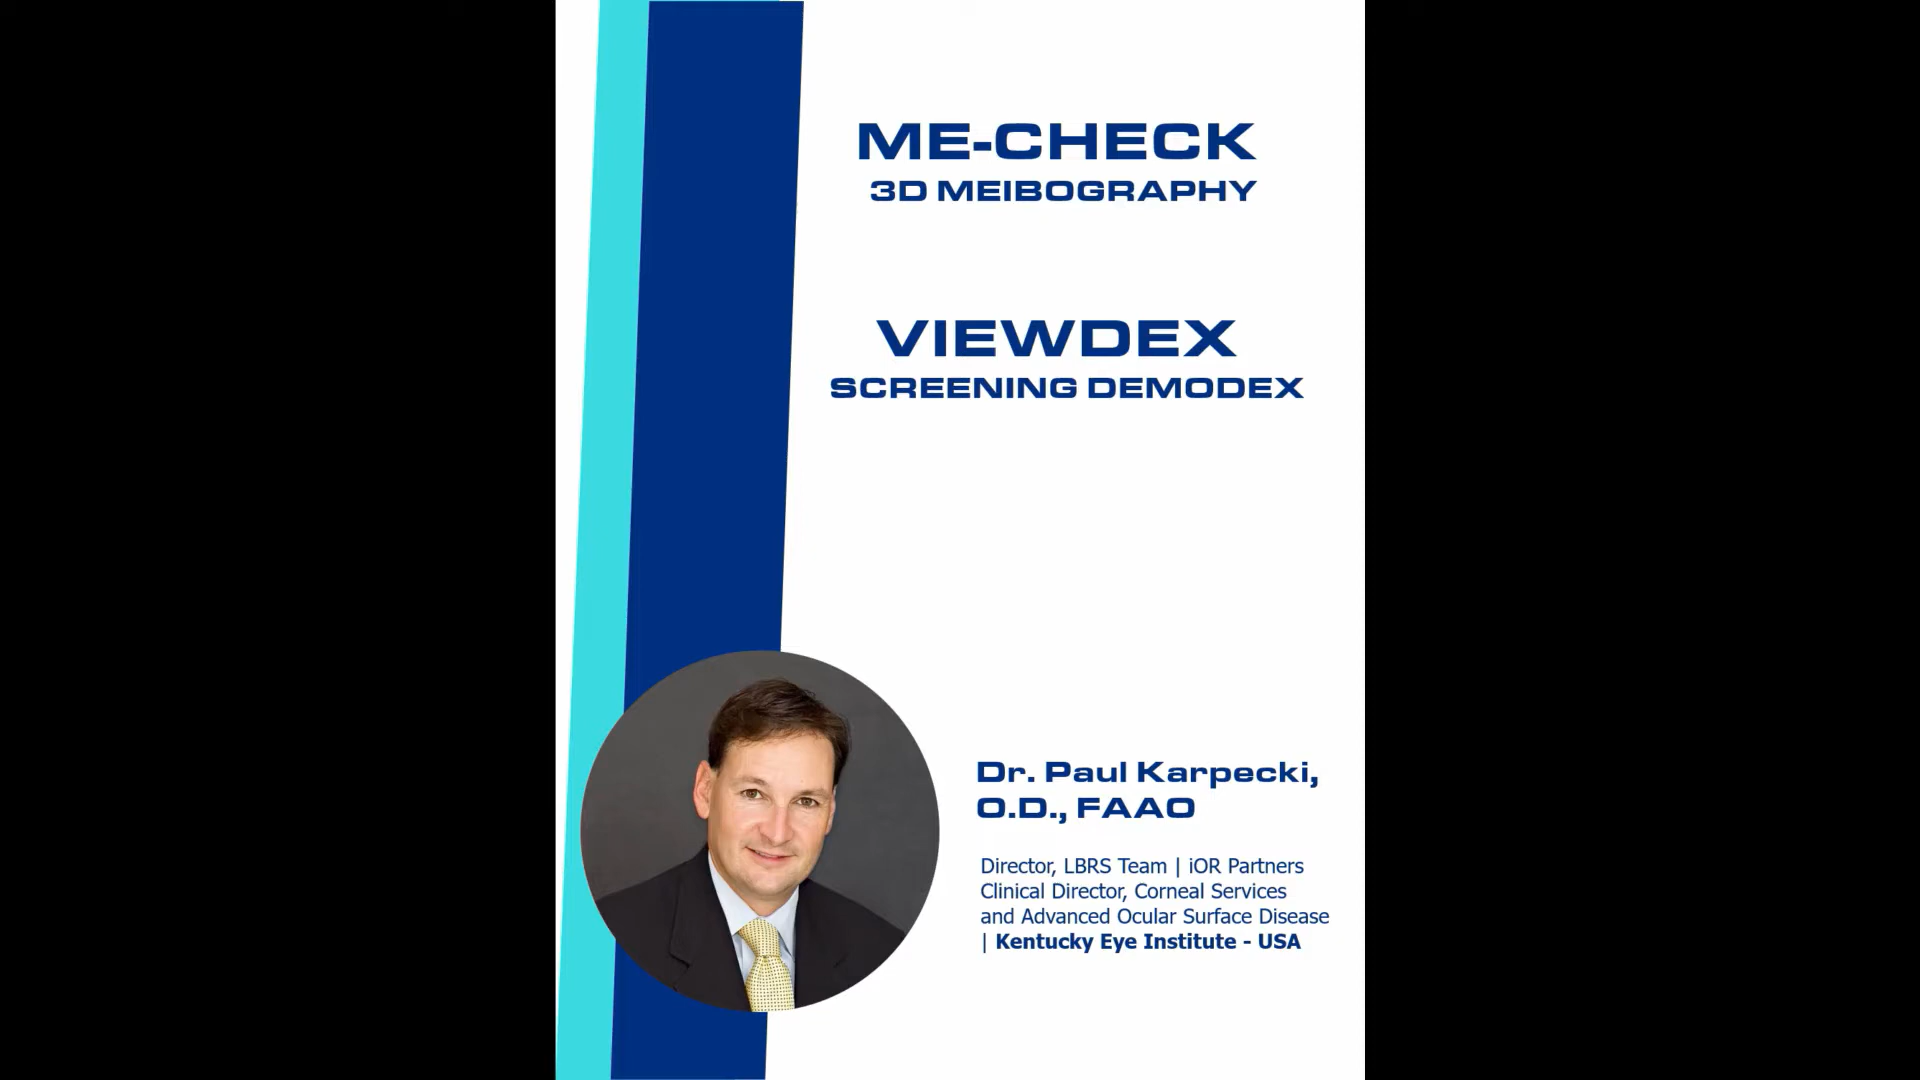 ME-CHECK
3D MEIBOGRAPHY
VIEWDEX
SCREENING DEMODEX
Dr. Paul Karpecki,
O.D., FAAO
Director, LBRS Team | iOR Partners
Clinical Director, Corneal Services
and Advanced Ocular Surface Disease
| Kentucky Eye Institute - USA